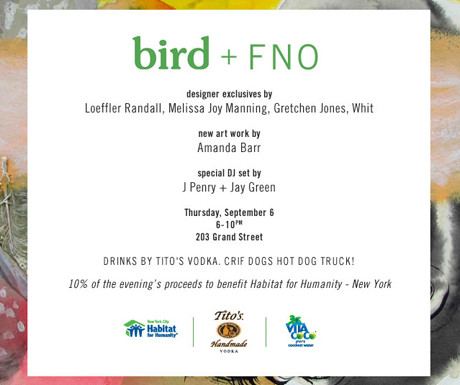 bird + FNO
designer exclusives by
Loeffler Randall, Melissa Joy Manning, Gretchen Jones, Whit
new art work by
Amanda Barr
special DJ set by
J Penry + Jay Green
Thursday, September 6
6-10PM
203 Grand Street
DRINKS BY TITO'S VODKA. CRIF DOGS HOT DOG TRUCK!
10% of the evening's proceeds to benefit Habitat for Humanity - New York
New York City
Habitat
for Humanity®
Tito's
Handmade
VODKA
VITA
COCO
pure
coconut water